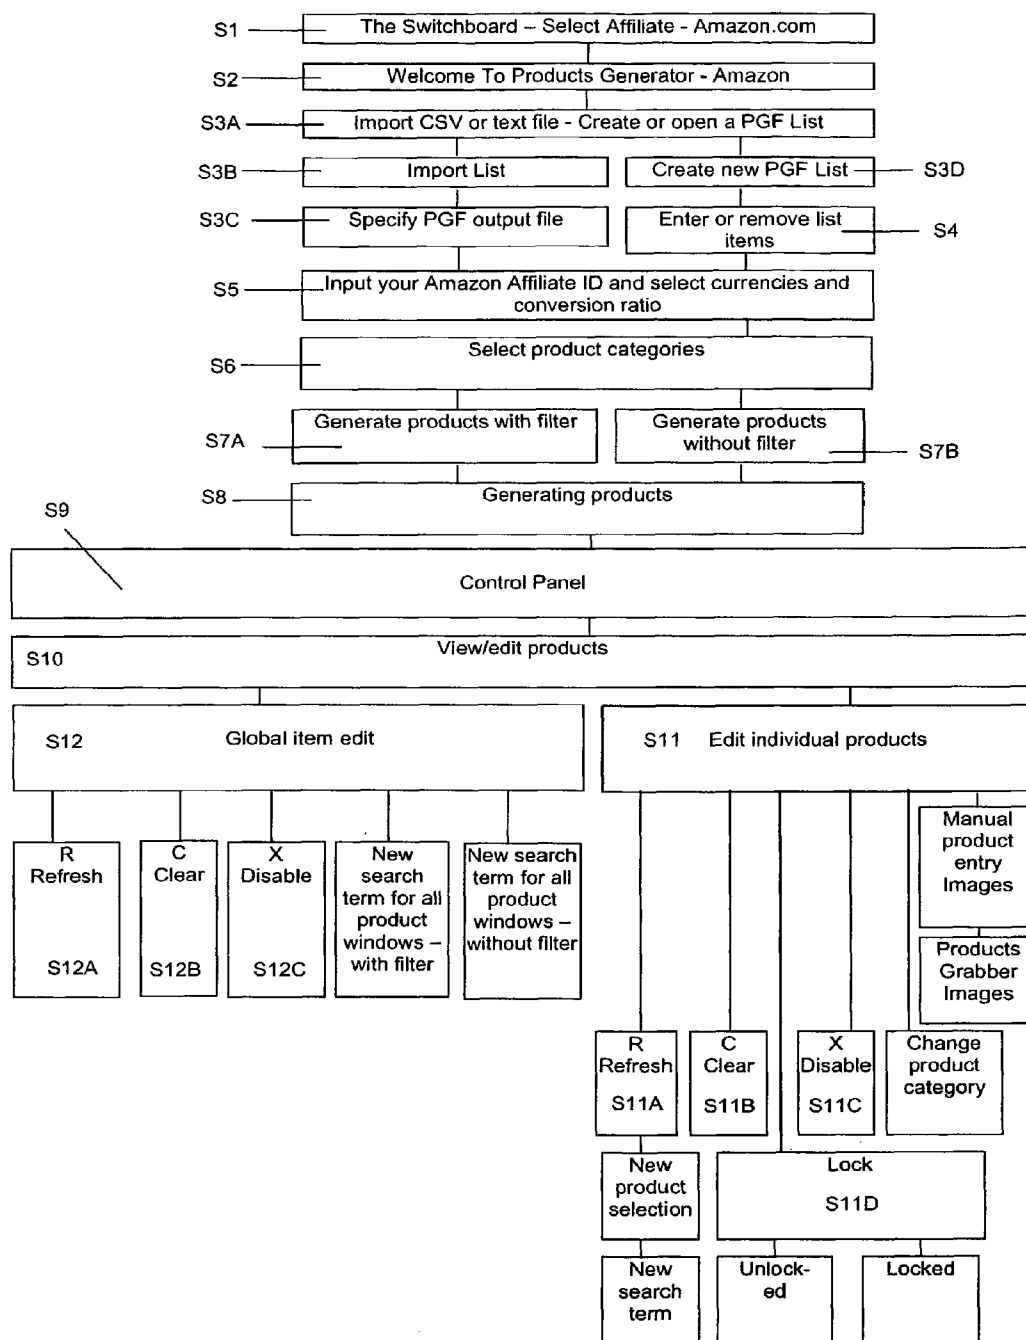 S1
The Switchboard – Select Affiliate - Amazon.com
S2
Welcome To Products Generator - Amazon
S3A
Import CSV or text file - Create or open a PGF List
S3B
Import List
Create new PGF List
S3D
S3C
Specify PGF output file
Enter or remove list
items
S4
S5
Input your Amazon Affiliate ID and select currencies and
conversion ratio
S6
Select product categories
S7A
Generate products with filter
Generate products
without filter
S7B
S8
Generating products
S9
Control Panel
S10
View/edit products
S12
Global item edit
S11
Edit individual products
R
Refresh
S12A
C
Clear
S12B
X
Disable
S12C
New
search
term for all
product
windows –
with filter
New search
term for all
product
windows –
without filter
Manual
product
entry
Images
Products
Grabber
Images
R
Refresh
S11A
C
Clear
S11B
X
Disable
S11C
Change
product
category
New
product
selection
Lock
S11D
New
search
term
Unlock-
ed
Locked